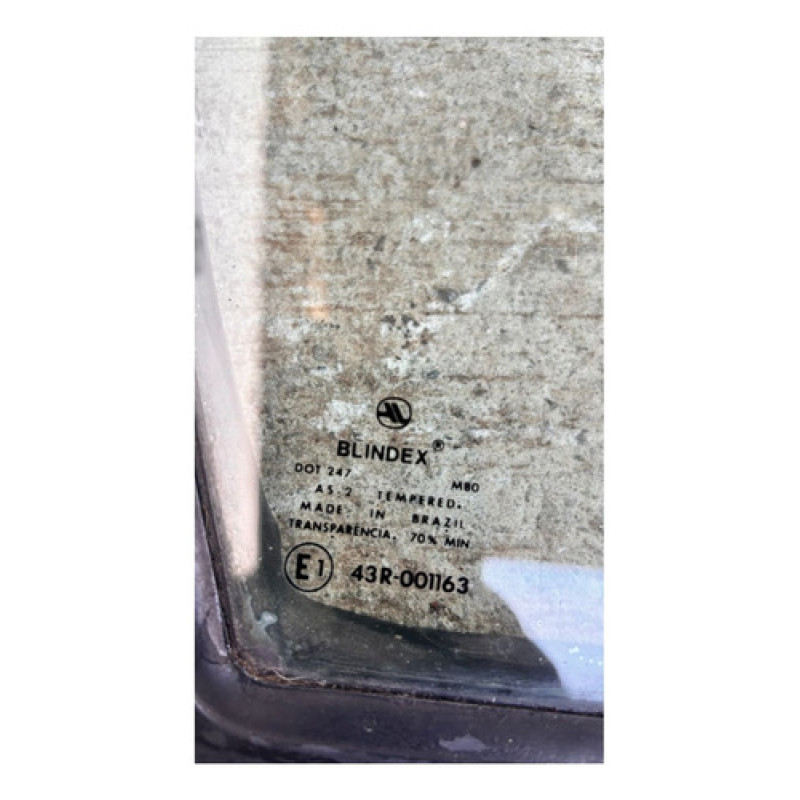 BLINDEX®
DOT 247 M80
AS.2 TEMPERED.
MADE IN BRAZIL
TRANSPARENCIA. 70% MIN
E1 43R-001163